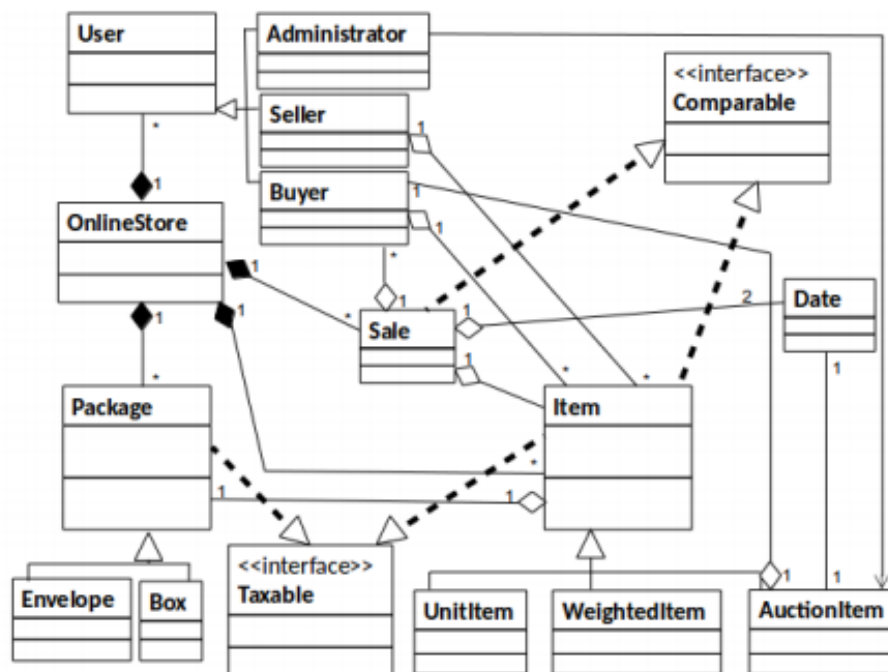 User
Administrator
<<interface>>
Comparable
Seller
1
*
Buyer
1
1
1
OnlineStore
*
1
1
*
1
2
Date
1
1
*
Sale
1
1
*
*
*
Package
Item
*
1
1
<<interface>>
Taxable
1
1
Envelope
Box
UnitItem
WeightedItem
AuctionItem